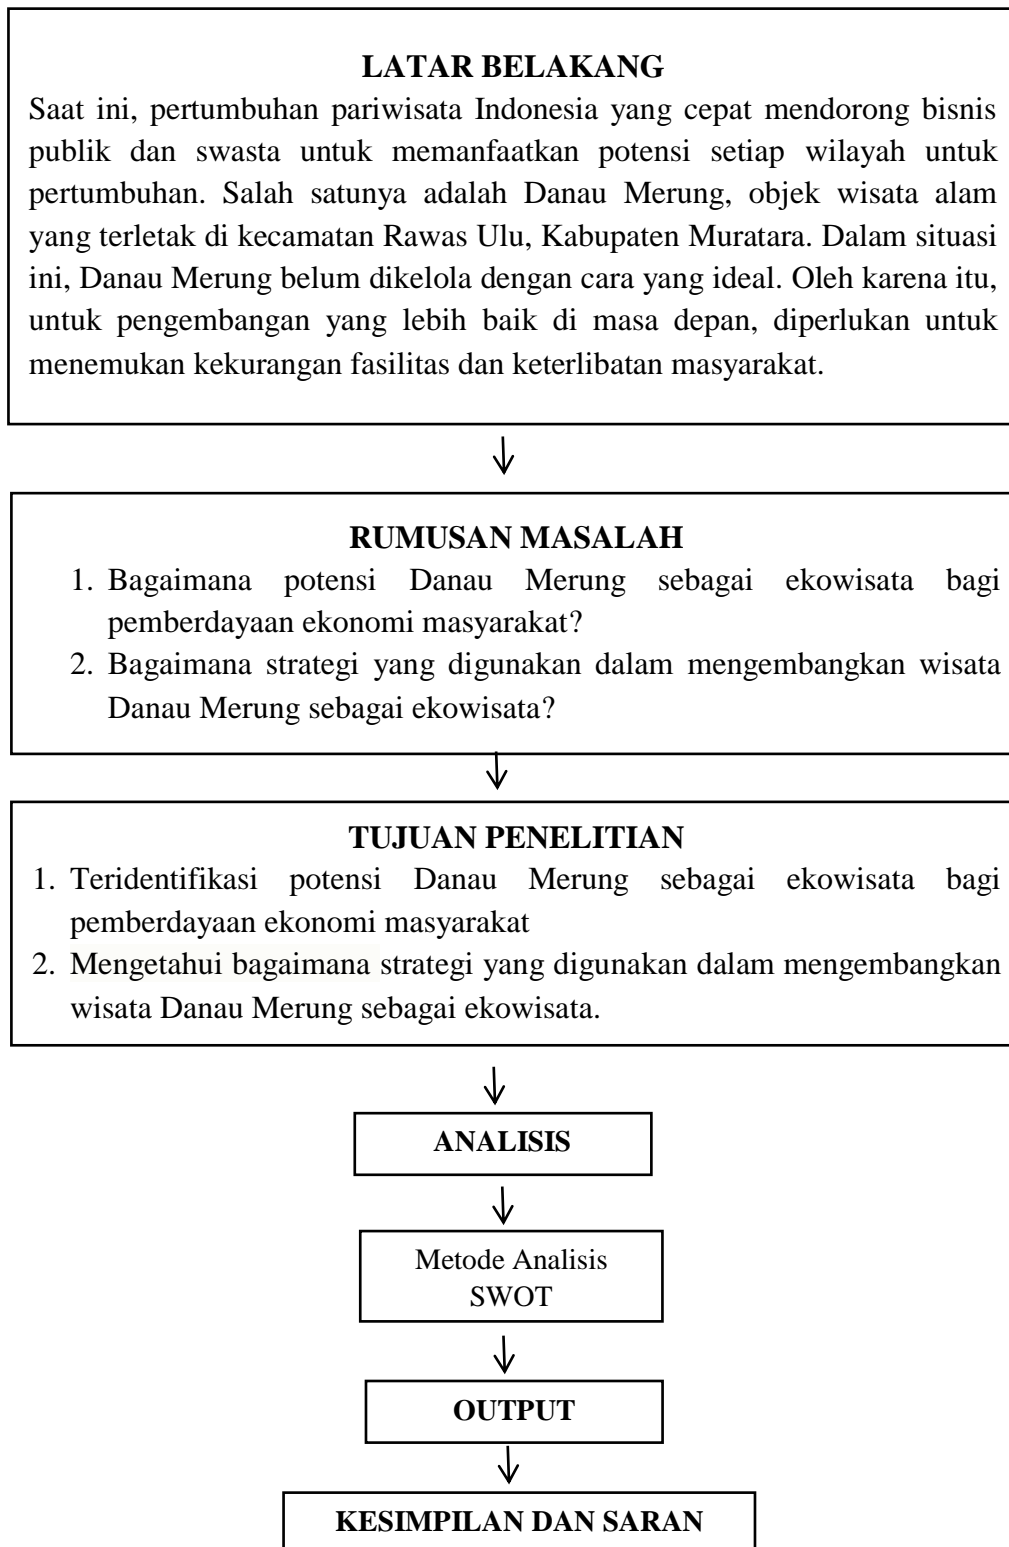 LATAR BELAKANG
Saat ini, pertumbuhan pariwisata Indonesia yang cepat mendorong bisnis
publik dan swasta untuk memanfaatkan potensi setiap wilayah untuk
pertumbuhan. Salah satunya adalah Danau Merung, objek wisata alam
yang terletak di kecamatan Rawas Ulu, Kabupaten Muratara. Dalam situasi
ini, Danau Merung belum dikelola dengan cara yang ideal. Oleh karena itu,
untuk pengembangan yang lebih baik di masa depan, diperlukan untuk
menemukan kekurangan fasilitas dan keterlibatan masyarakat.
RUMUSAN MASALAH
1. Bagaimana potensi Danau Merung sebagai ekowisata bagi
pemberdayaan ekonomi masyarakat?
2. Bagaimana strategi yang digunakan dalam mengembangkan wisata
Danau Merung sebagai ekowisata?
TUJUAN PENELITIAN
1. Teridentifikasi potensi Danau Merung sebagai ekowisata bagi
pemberdayaan ekonomi masyarakat
2. Mengetahui bagaimana strategi yang digunakan dalam mengembangkan
wisata Danau Merung sebagai ekowisata.
ANALISIS
Metode Analisis
SWOT
OUTPUT
KESIMPILAN DAN SARAN